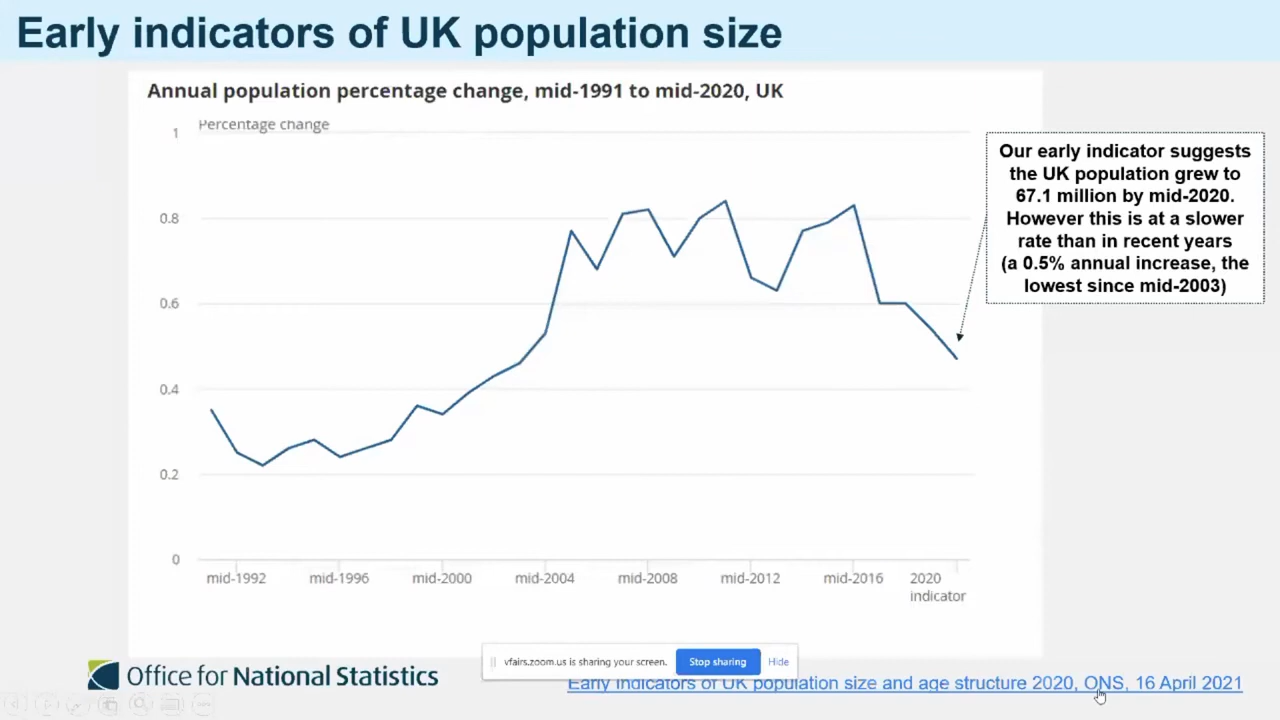 Early indicators of UK population size
Annual population percentage change, mid-1991 to mid-2020, UK
Percentage change
1
0.8
0.6
0.4
0.2
0
mid-1992 mid-1996 mid-2000 mid-2004 mid-2008 mid-2012 mid-2016 2020
indicator
Our early indicator suggests
the UK population grew to
67.1 million by mid-2020.
However this is at a slower
rate than in recent years
(a 0.5% annual increase, the
lowest since mid-2003)
vfairs.zoom.us is sharing your screen. Stop sharing Hide
Office for National Statistics
Early indicators of UK population size and age structure 2020, ONS, 16 April 2021